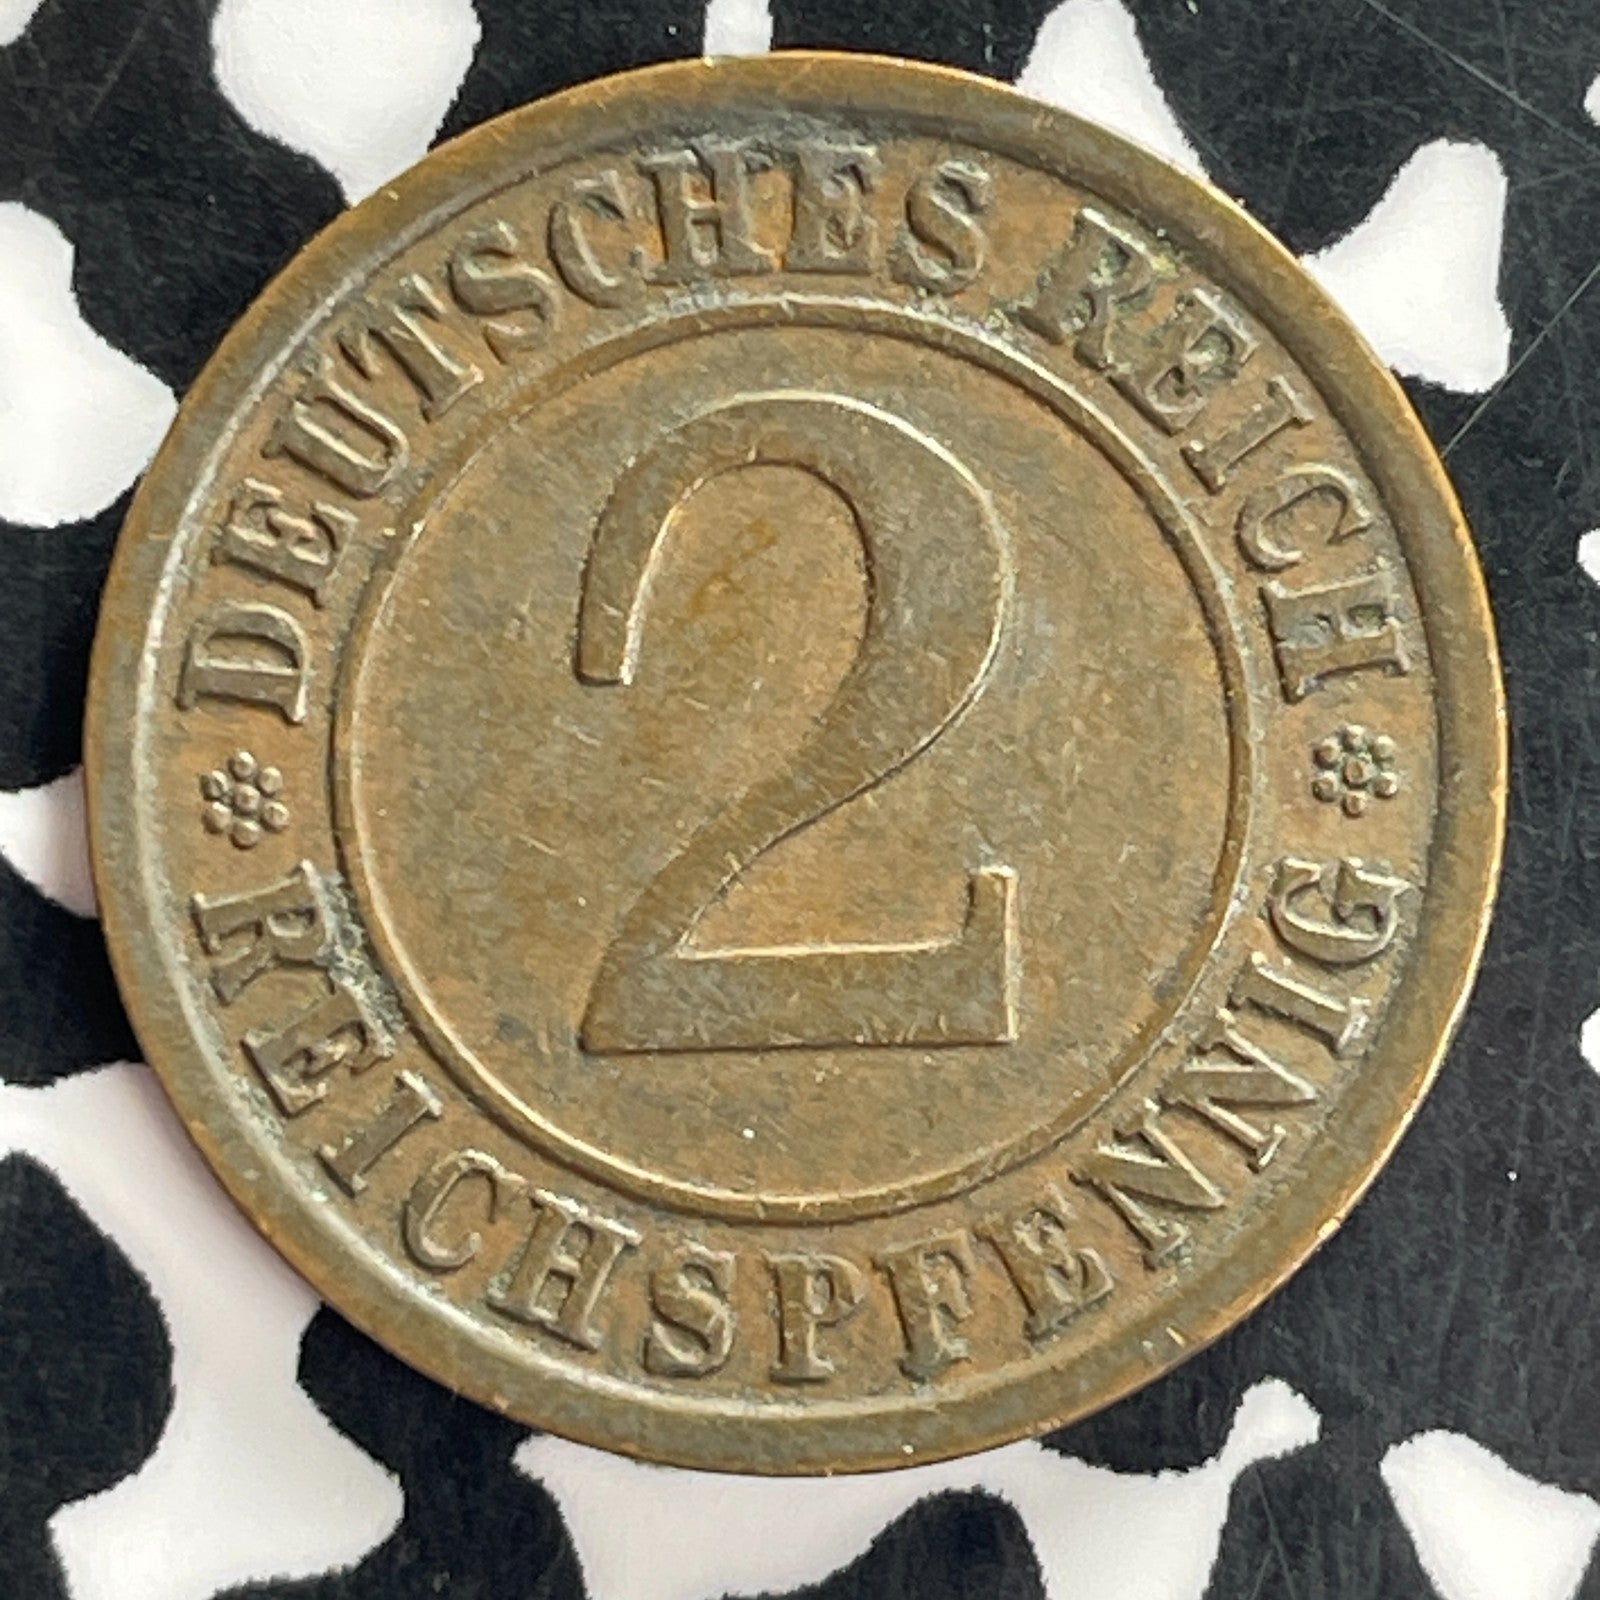 DEUTSCHES REICH
2
REICHSPFENNIG